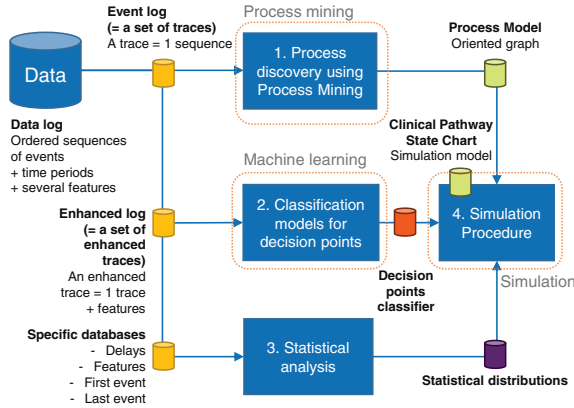 Event log
(= a set of traces)
A trace = 1 sequence
Process mining
1. Process
discovery using
Process Mining
Process Model
Oriented graph
Data
Data log
Ordered sequences
of events
+ time periods
+ several features
Clinical Pathway
State Chart
Simulation model
Machine learning
Enhanced log
(= a set of
enhanced
traces)
An enhanced
trace = 1 trace
+ features
2. Classification
models for
decision points
Decision
points
classifier
4. Simulation
Procedure
Simulation
Specific databases
- Delays
- Features
- First event
- Last event
3. Statistical
analysis
Statistical distributions